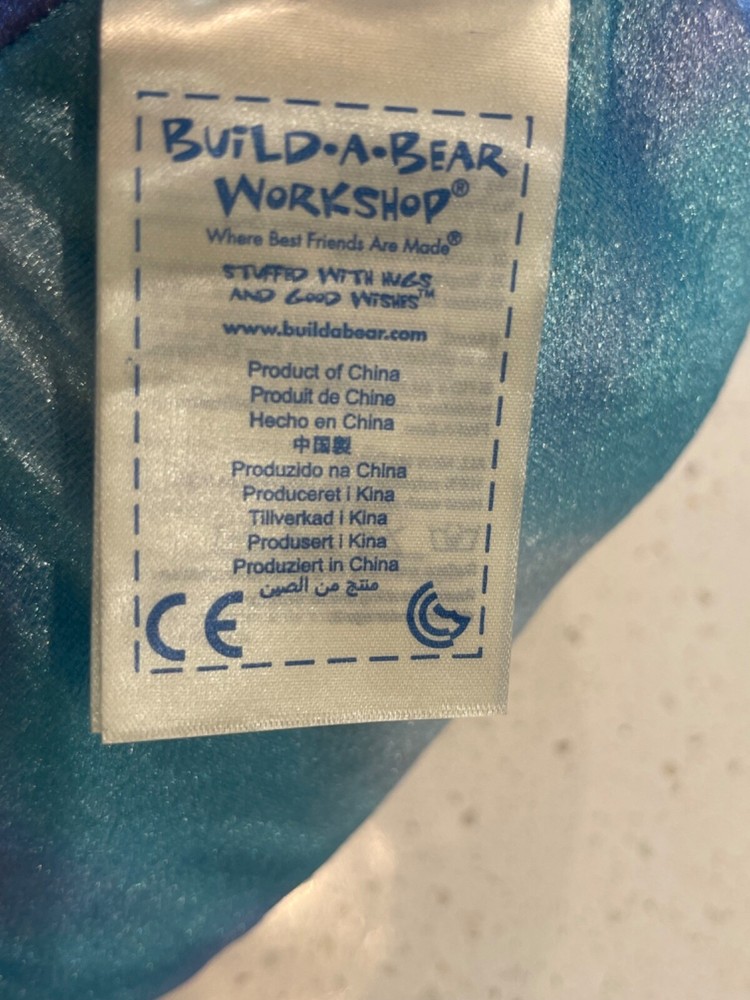 BUiLD•A•BEAR
WORKSHOP®
Where Best Friends Are Made®
STUFFED WITH HUGS
AND GOOD WISHES™
www.buildabear.com
Product of China
Produit de Chine
Hecho en China
中国製
Produzido na China
Produceret i Kina
Tillverkad i Kina
Produsert i Kina
Produziert in China
منتج من الصين
CE